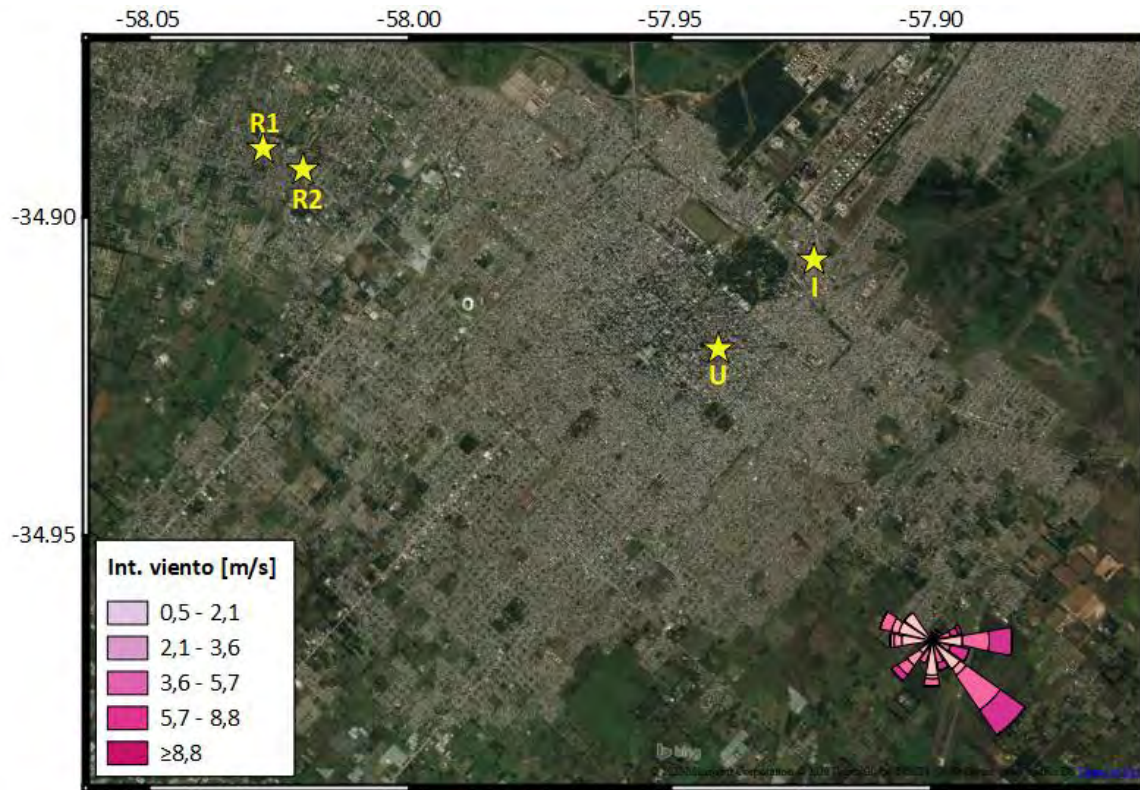 -58.05 -58.00 -57.95 -57.90
R1
R2
-34.90
I
U
-34.95
Int. viento [m/s]
0,5 - 2,1
2,1 - 3,6
3,6 - 5,7
5,7 - 8,8
≥8,8